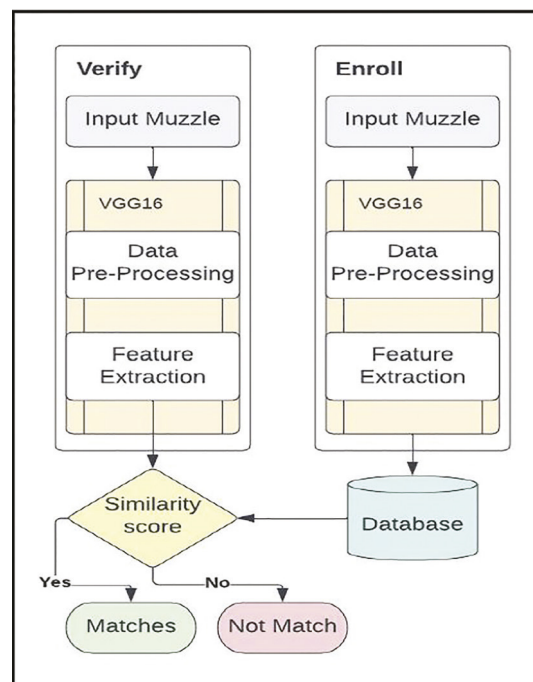 Verify
Input Muzzle
VGG16
Data
Pre-Processing
Feature
Extraction
Enroll
Input Muzzle
VGG16
Data
Pre-Processing
Feature
Extraction
Similarity
score
Database
Yes
No
Matches
Not Match